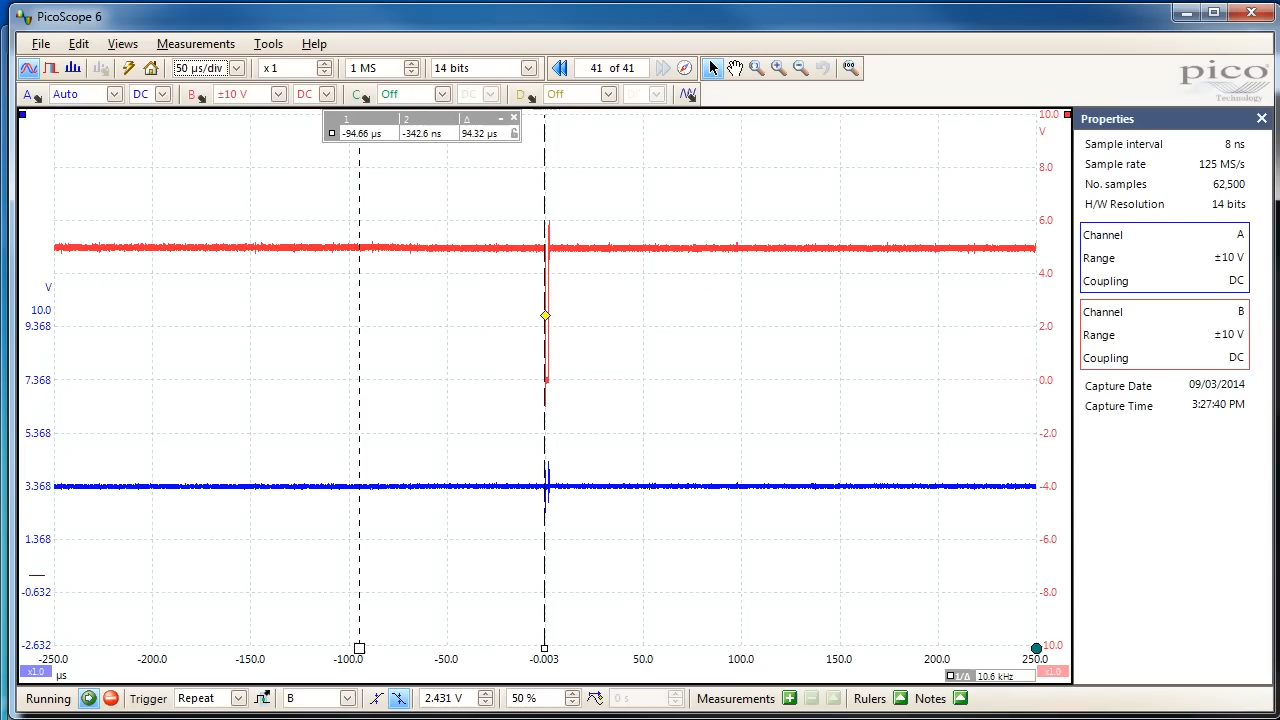 PicoScope 6
File Edit Views Measurements Tools Help
50 µs/div x 1 1 MS 14 bits 41 of 41
pico
Technology
A Auto DC B ±10 V DC C Off DC D Off DC
1 2 Δ
-94.66 µs -342.6 ns 94.32 µs
10.0
V
8.0
6.0
4.0
2.0
0.0
-2.0
-4.0
-6.0
-8.0
10.0
V
10.0
9.368
7.368
5.368
3.368
1.368
-0.632
-2.632
-250.0 -200.0 -150.0 -100.0 -50.0 -0.003 50.0 100.0 150.0 200.0 250.0
x1.0 µs 1/Δ 10.6 kHz x1.0
Properties
Sample interval 8 ns
Sample rate 125 MS/s
No. samples 62,500
H/W Resolution 14 bits
Channel A
Range ±10 V
Coupling DC
Channel B
Range ±10 V
Coupling DC
Capture Date 09/03/2014
Capture Time 3:27:40 PM
Running Trigger Repeat B 2.431 V 50 % 0 s Measurements Rulers Notes